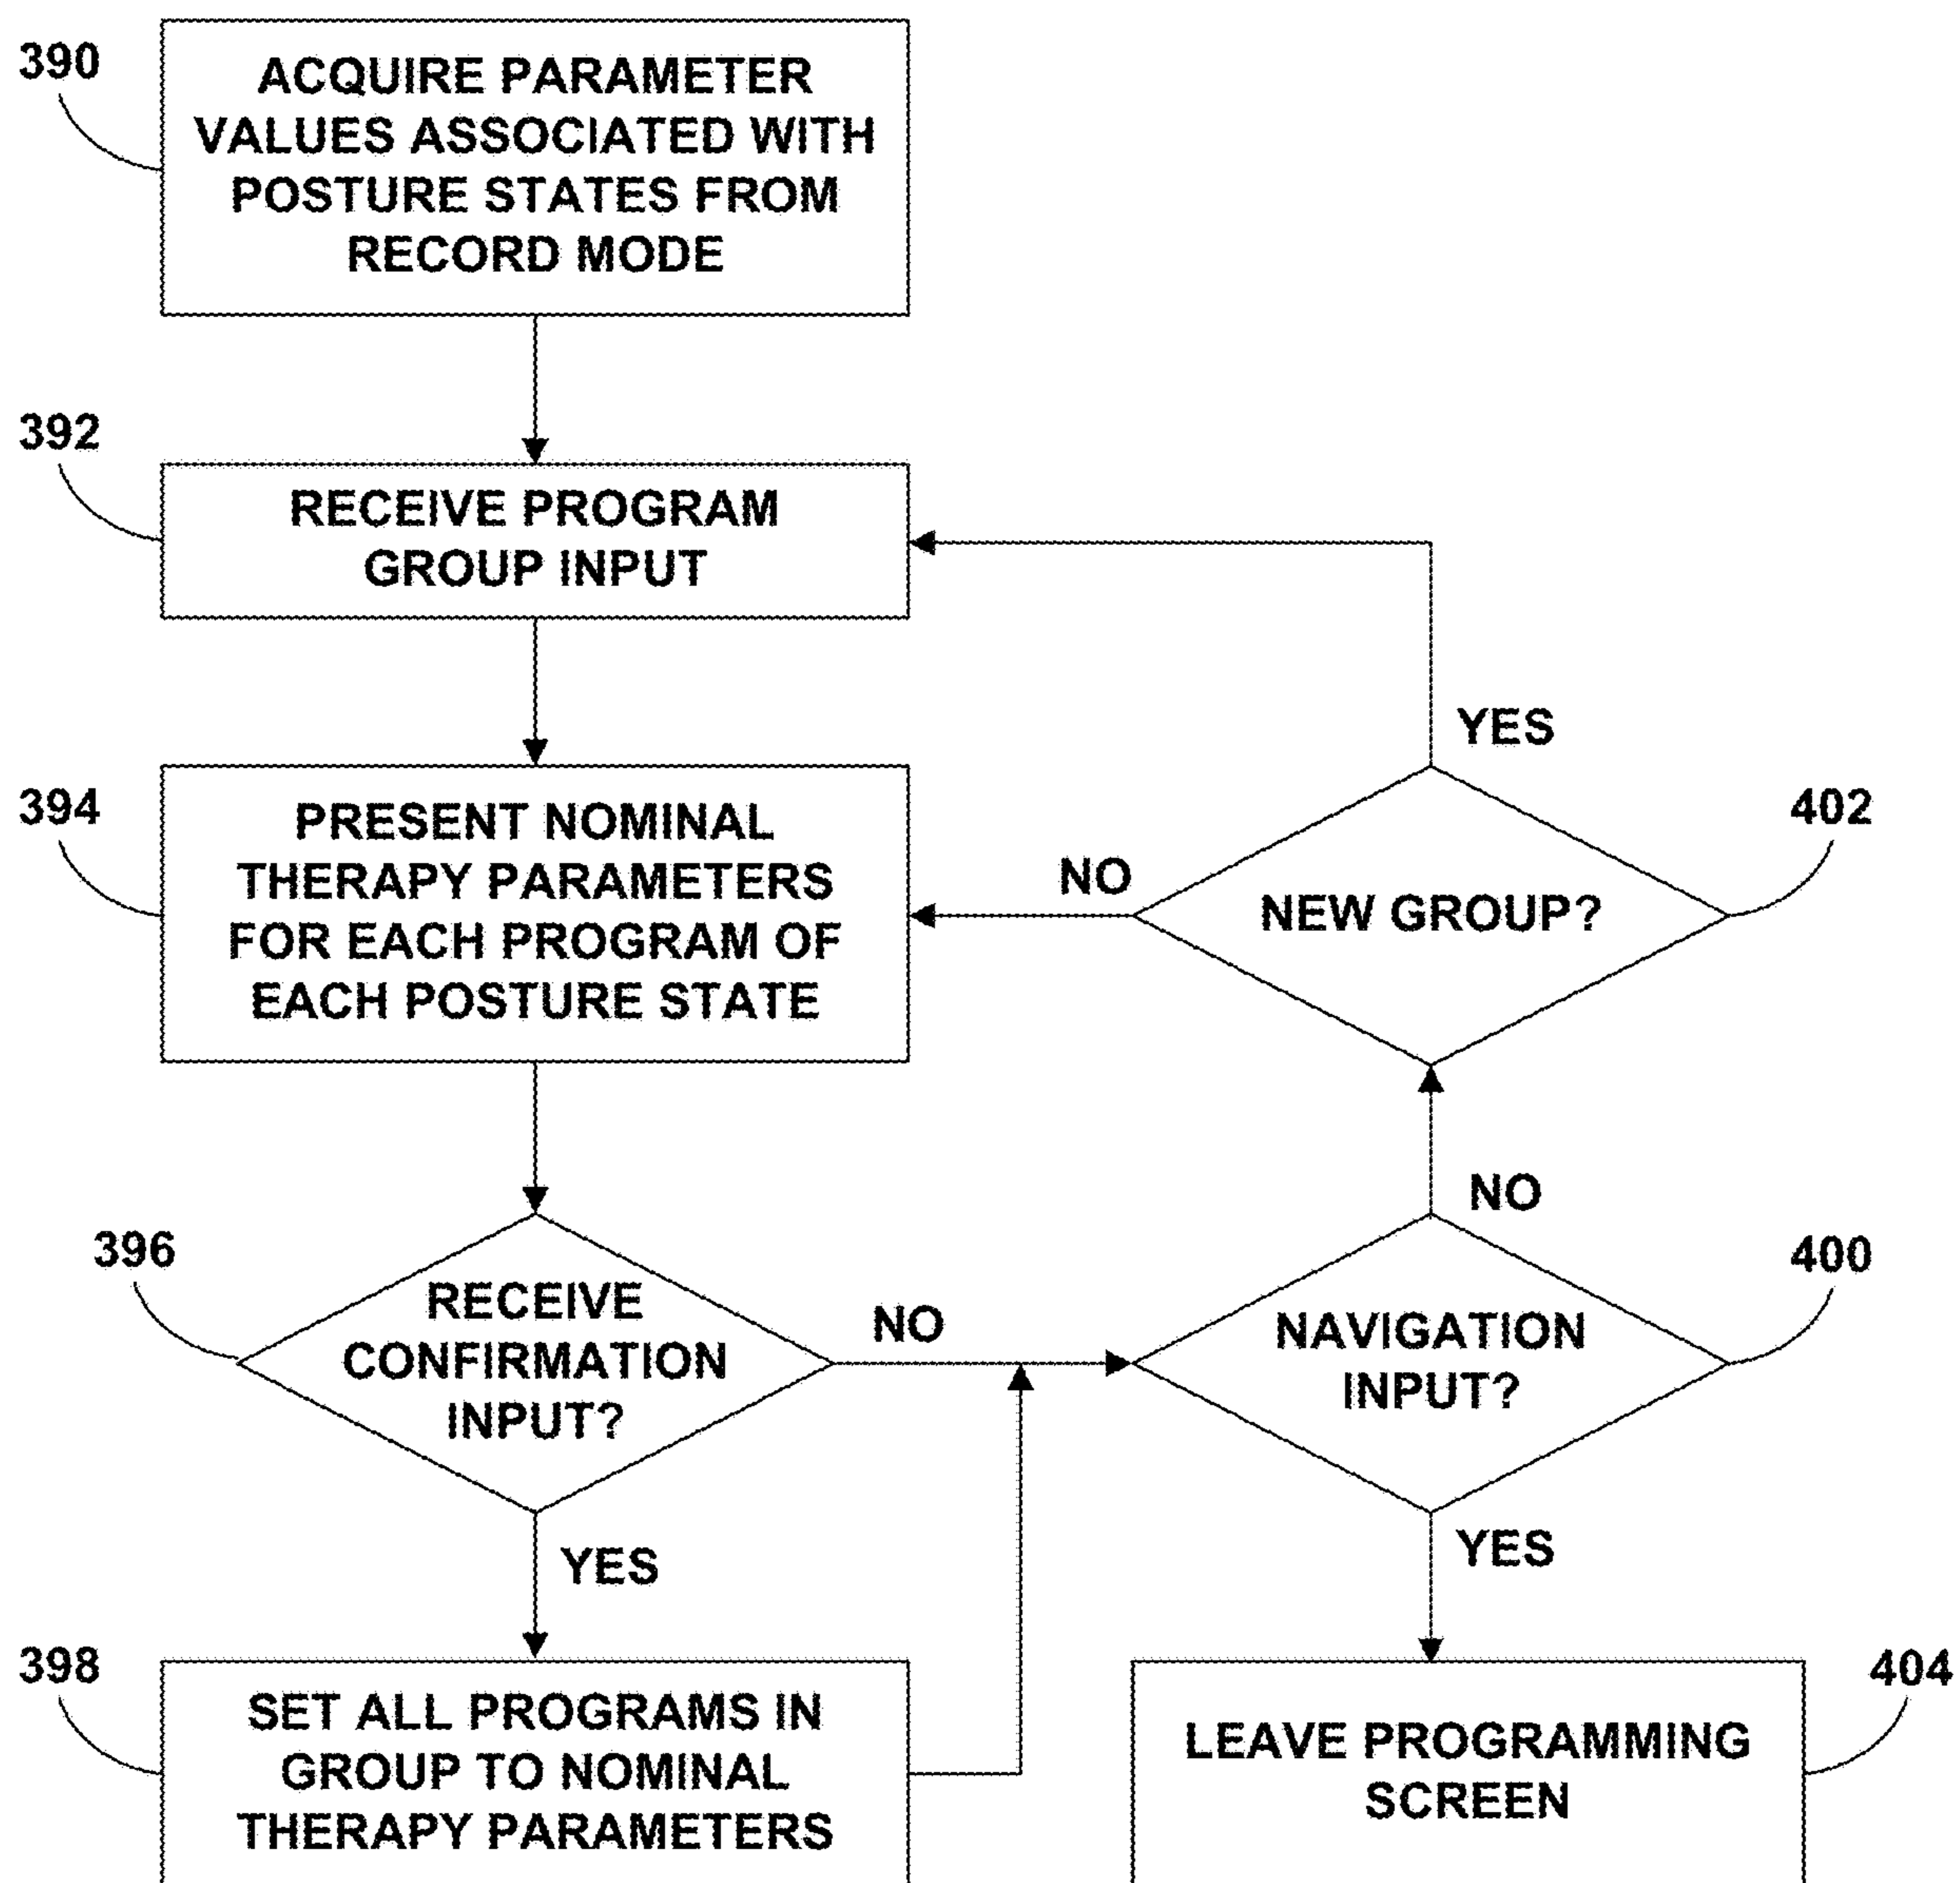 390
ACQUIRE PARAMETER
VALUES ASSOCIATED WITH
POSTURE STATES FROM
RECORD MODE
392
RECEIVE PROGRAM
GROUP INPUT
YES
394
PRESENT NOMINAL
THERAPY PARAMETERS
FOR EACH PROGRAM OF
EACH POSTURE STATE
402
NO
NEW GROUP?
NO
396
RECEIVE
CONFIRMATION
INPUT?
NO
400
NAVIGATION
INPUT?
YES
YES
398
SET ALL PROGRAMS IN
GROUP TO NOMINAL
THERAPY PARAMETERS
404
LEAVE PROGRAMMING
SCREEN